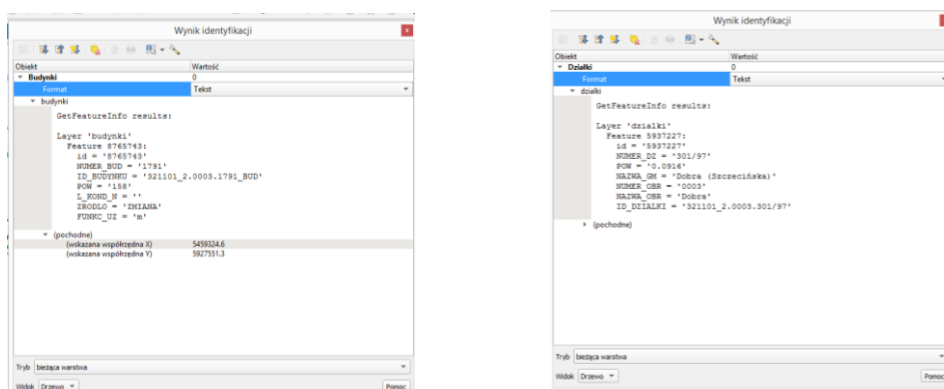 Wynik identyfikacji
Obiekt Wartość
Budynki 0
Format Tekst
budynki
GetFeatureInfo results:
Layer 'budynki'
Feature 8765743:
id = '8765743'
NUMER_BUD = '1791'
ID_BUDYNKU = '321101_2.0003.1791_BUD'
POW = '158'
L_KOND_N = ''
ZRODLO = 'ZMIANA'
FUNKC_UZ = 'm'
(pochodne)
(wskazana współrzędna X) 5459324.6
(wskazana współrzędna Y) 5927551.3
Tryb bieżąca warstwa
Widok Drzewo Pomoc
Wynik identyfikacji
Obiekt Wartość
Działki 0
Format Tekst
dzialki
GetFeatureInfo results:
Layer 'dzialki'
Feature 5937227:
id = '5937227'
NUMER_DZ = '301/97'
POW = '0.0916'
NAZWA_GM = 'Dobra (Szczecińska)'
NUMER_OBR = '0003'
NAZWA_OBR = 'Dobra'
ID_DZIALKI = '321101_2.0003.301/97'
(pochodne)
Tryb bieżąca warstwa
Widok Drzewo Pomoc